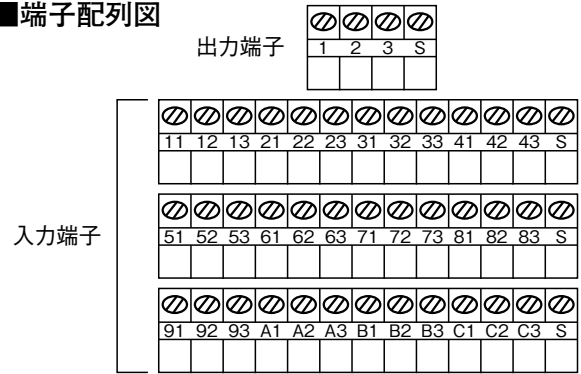 ■端子配列図
出力端子
1 2 3 S
11 12 13 21 22 23 31 32 33 41 42 43 S
入力端子
51 52 53 61 62 63 71 72 73 81 82 83 S
91 92 93 A1 A2 A3 B1 B2 B3 C1 C2 C3 S